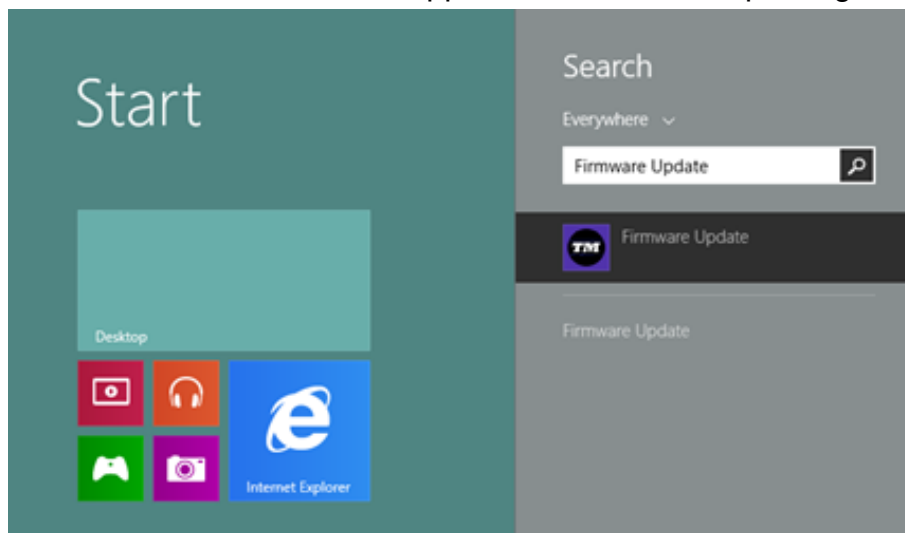 Start
Desktop
Internet Explorer
Search
Everywhere
Firmware Update
TM
Firmware Update
Firmware Update